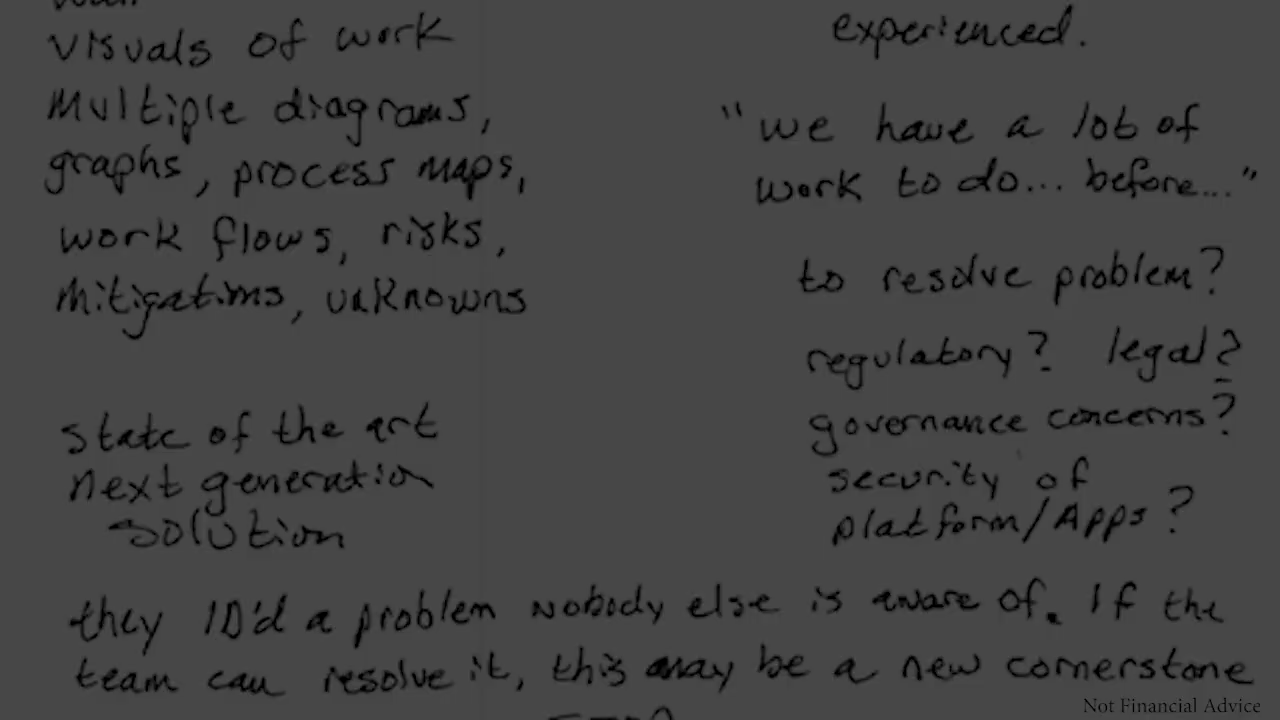 visuals of work
Multiple diagrams,
graphs, process maps,
work flows, risks,
mitigations, unknowns
state of the art
next generation
solution
experienced.
"we have a lot of
work to do... before..."
to resolve problem?
regulatory? legal?
governance concerns?
security of
platform/Apps?
they ID'd a problem nobody else is aware of. If the
team can resolve it, this may be a new cornerstone
Not Financial Advice